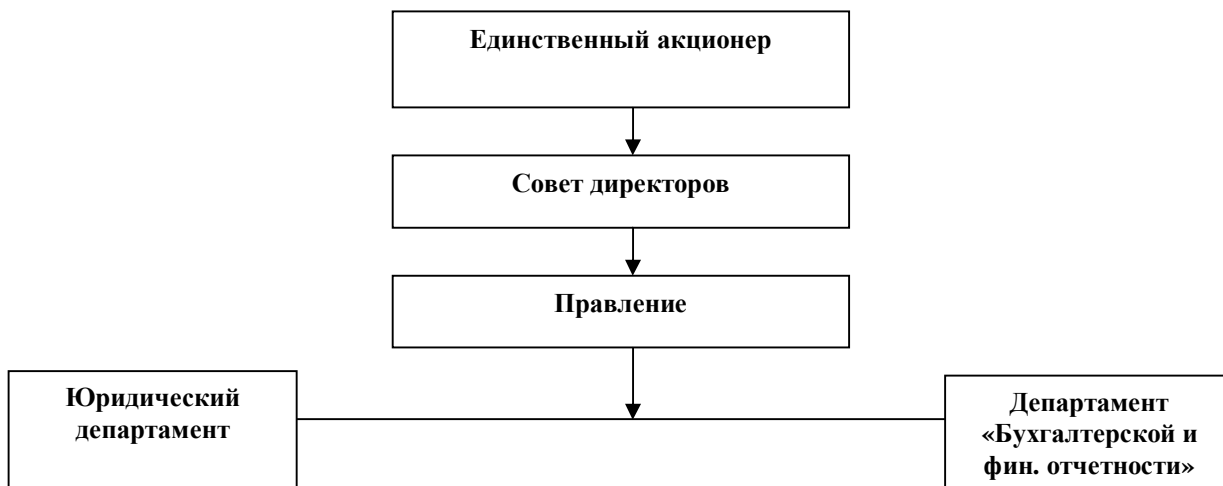 Единственный акционер
Совет директоров
Правление
Юридический
департамент
Департамент
«Бухгалтерской и
фин. отчетности»